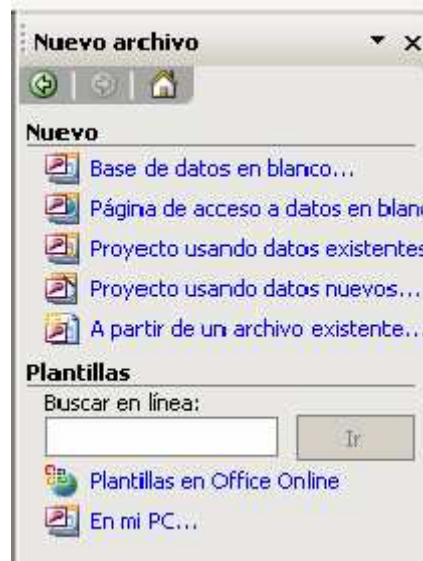 Nuevo archivo
Nuevo
Base de datos en blanco...
Página de acceso a datos en blan
Proyecto usando datos existentes
Proyecto usando datos nuevos...
A partir de un archivo existente...
Plantillas
Buscar en línea:
Ir
Plantillas en Office Online
En mi PC...